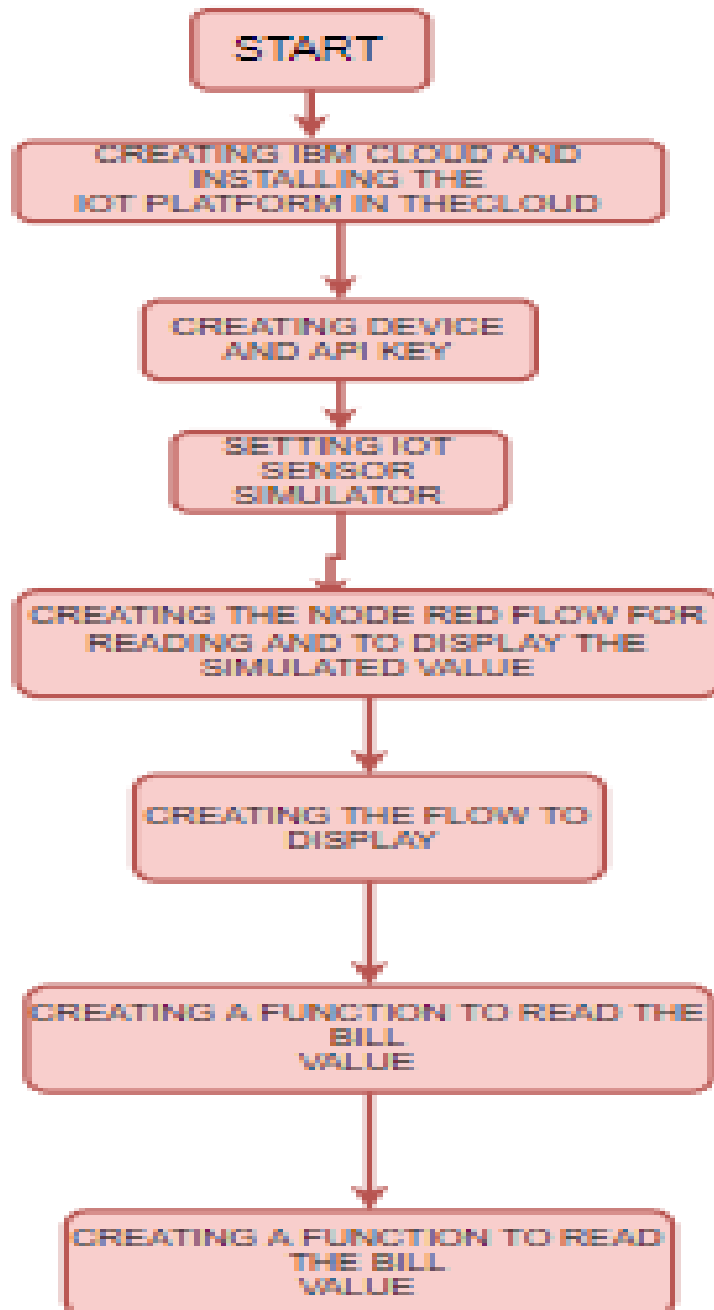 START
CREATING IBM CLOUD AND
INSTALLING THE
IOT PLATFORM IN THECLOUD
CREATING DEVICE
AND API KEY
SETTING IOT
SENSOR
SIMULATOR
CREATING THE NODE RED FLOW FOR
READING AND TO DISPLAY THE
SIMULATED VALUE
CREATING THE FLOW TO
DISPLAY
CREATING A FUNCTION TO READ THE
BILL
VALUE
CREATING A FUNCTION TO READ
THE BILL
VALUE